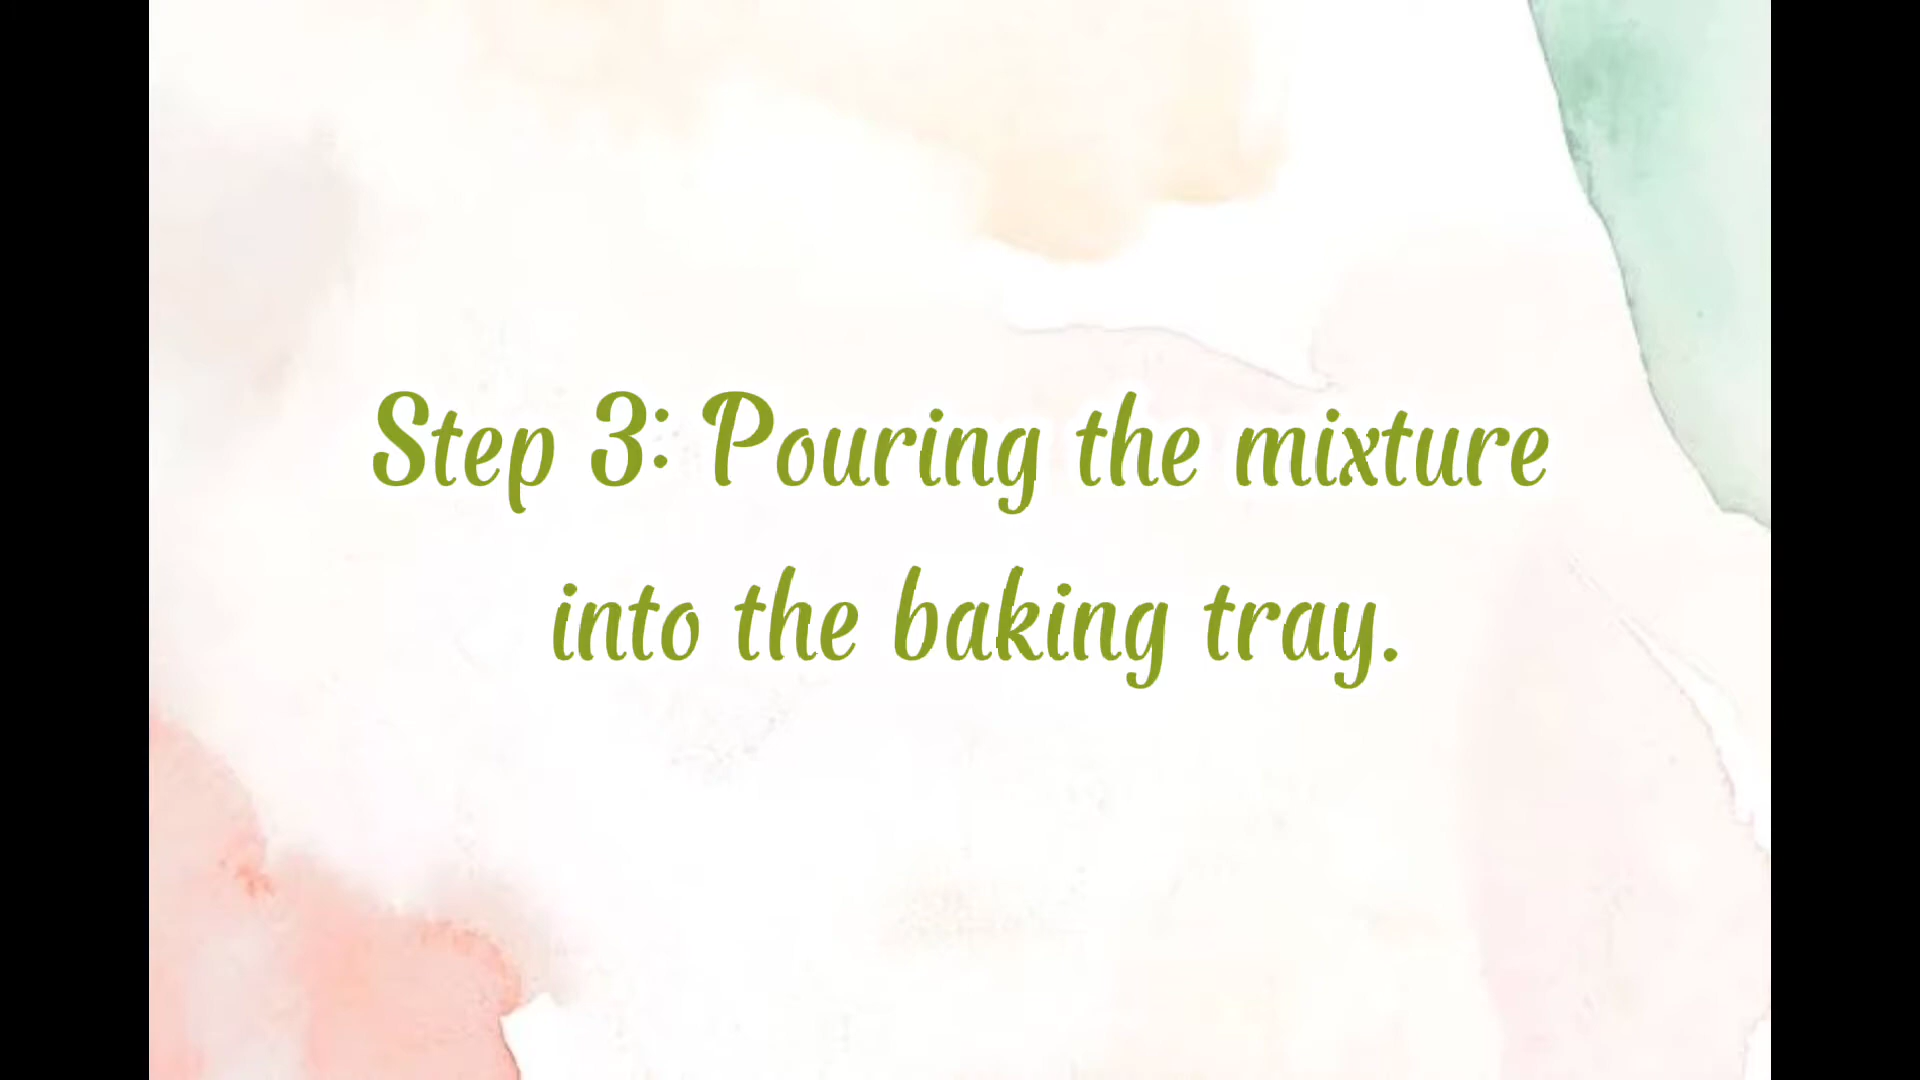 Step 3: Pouring the mixture
into the baking tray.